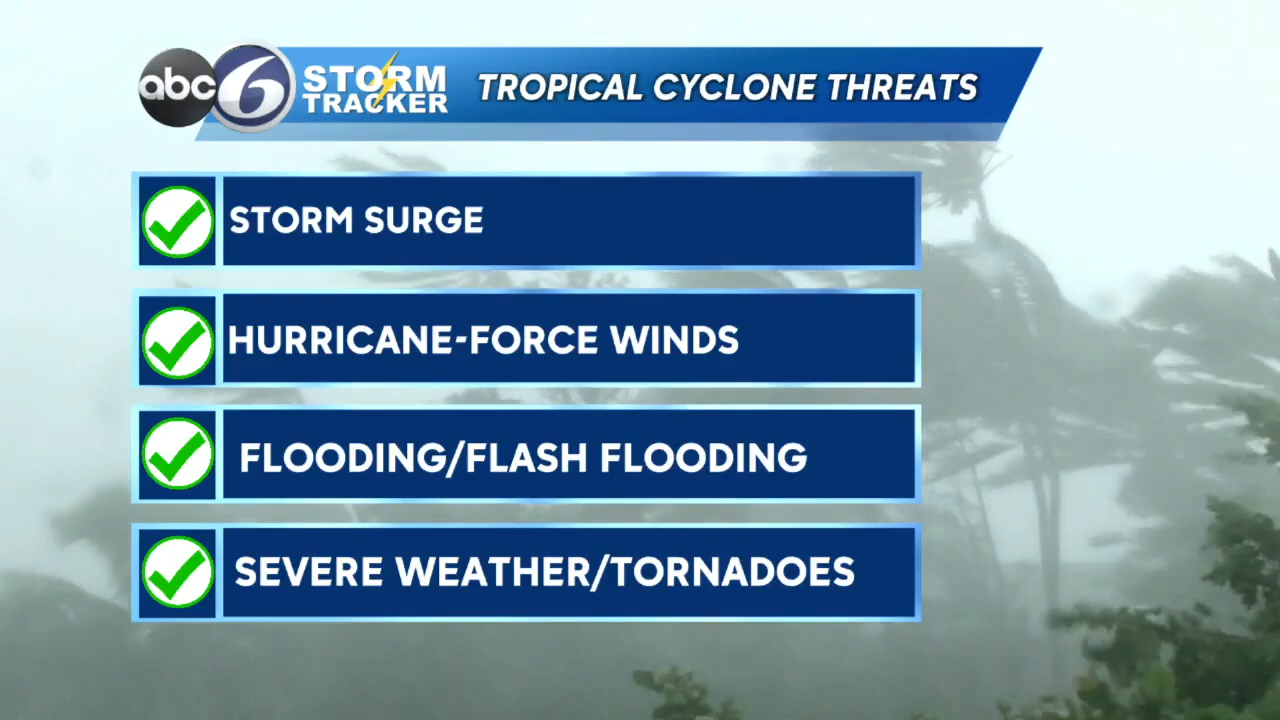 abc 6 STORM TRACKER TROPICAL CYCLONE THREATS
STORM SURGE
HURRICANE-FORCE WINDS
FLOODING/FLASH FLOODING
SEVERE WEATHER/TORNADOES